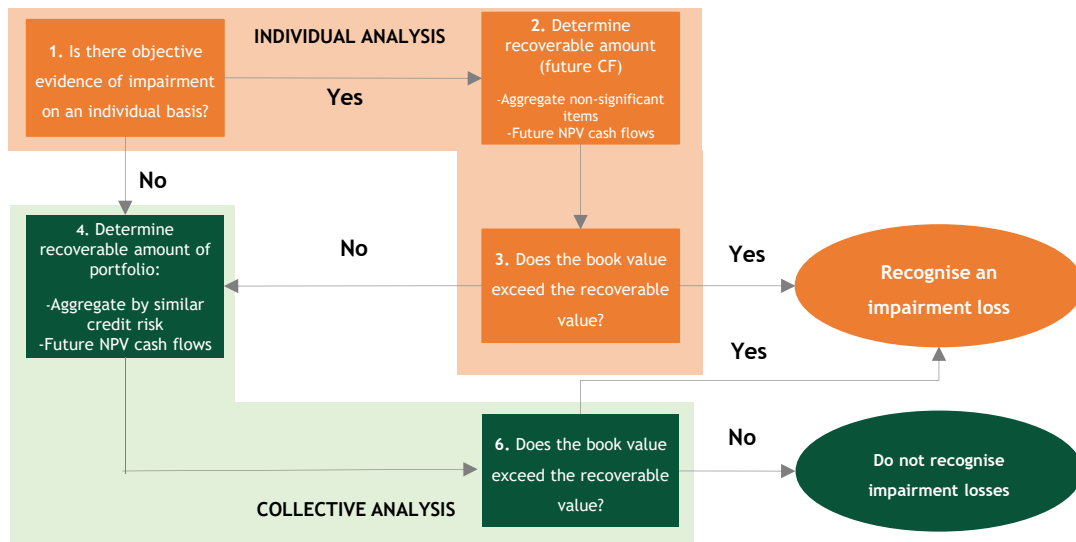 INDIVIDUAL ANALYSIS
1. Is there objective
evidence of impairment
on an individual basis?
Yes
2. Determine
recoverable amount
(future CF)
-Aggregate non-significant
items
-Future NPV cash flows
No
4. Determine
recoverable amount of
portfolio:
-Aggregate by similar
credit risk
-Future NPV cash flows
No
3. Does the book value
exceed the recoverable
value?
Yes
Recognise an
impairment loss
Yes
6. Does the book value
exceed the recoverable
value?
No
Do not recognise
impairment losses
COLLECTIVE ANALYSIS